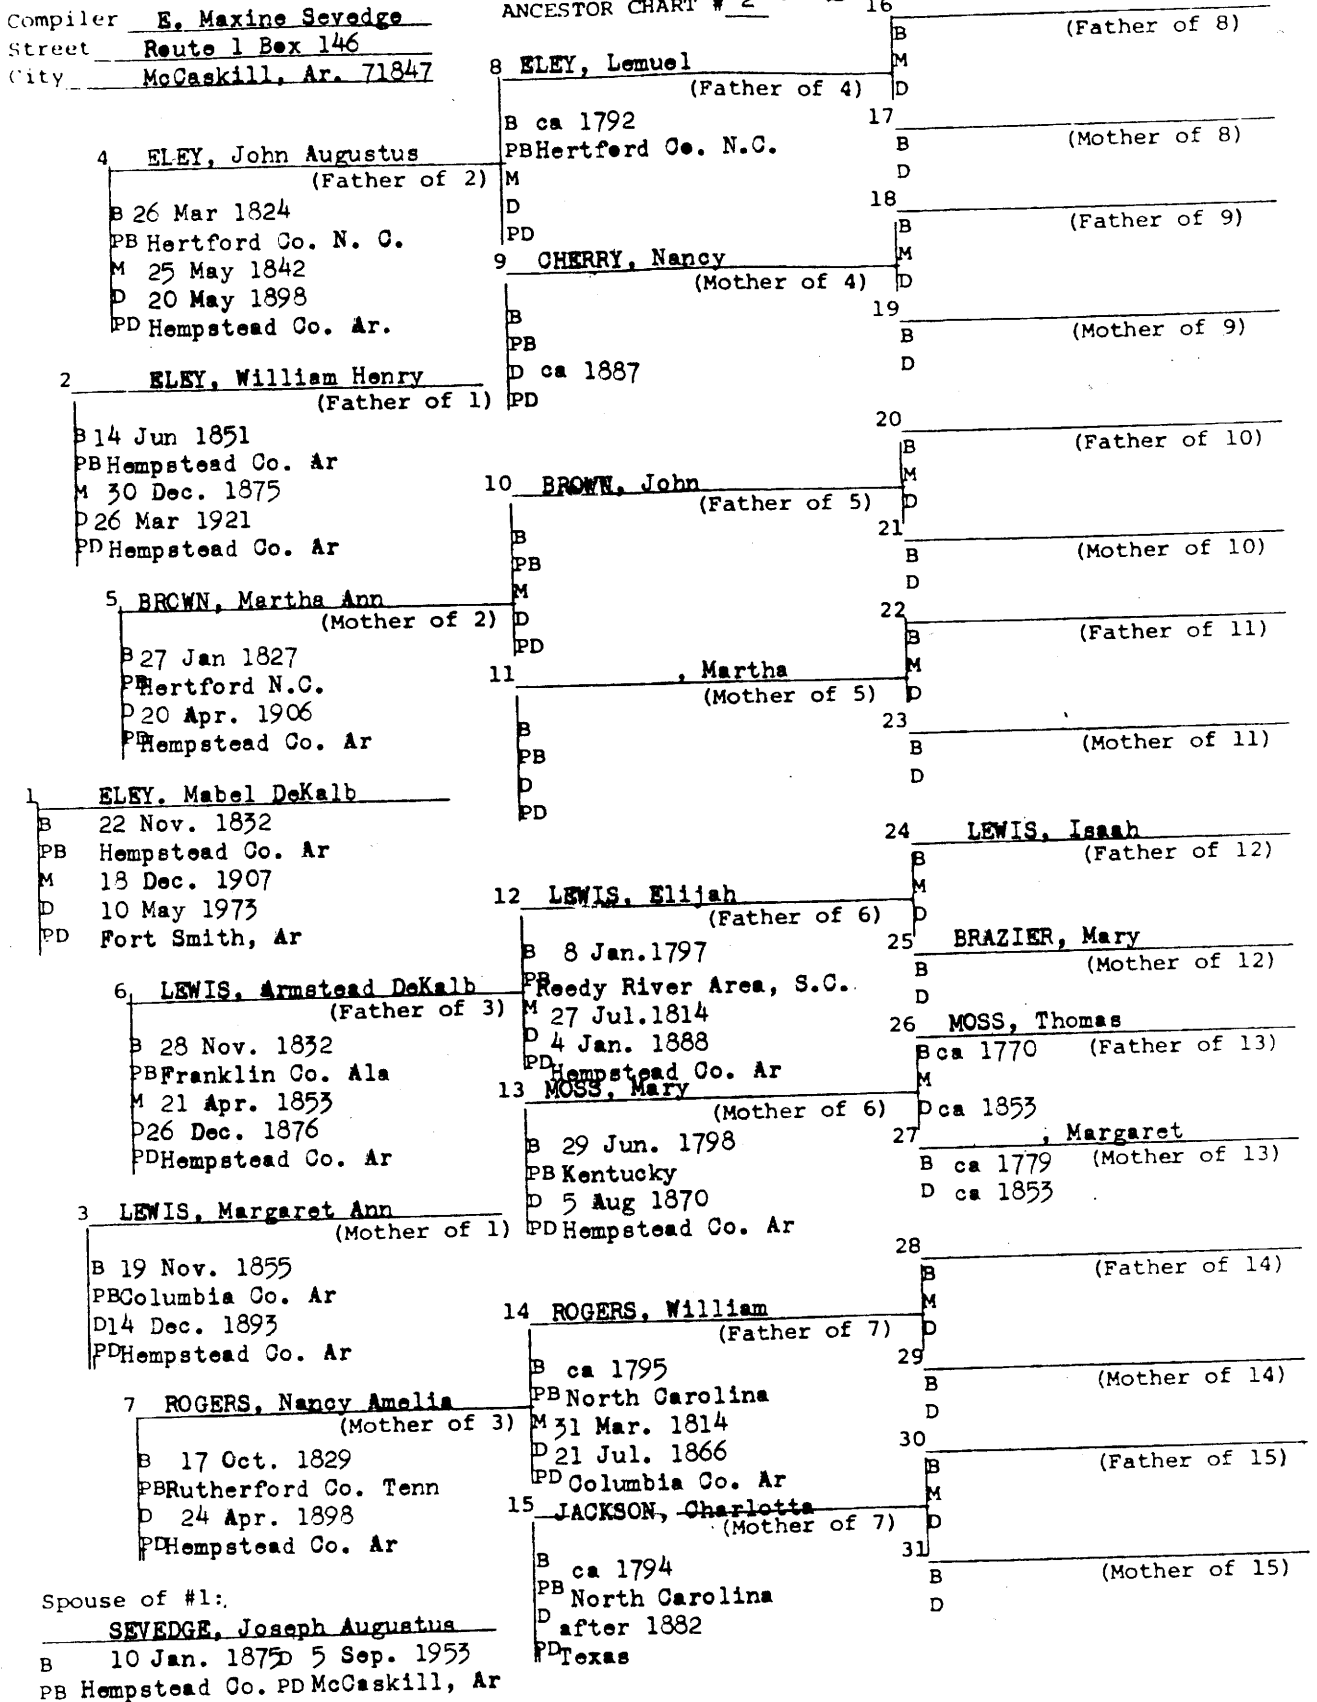 Compiler E. Maxine Sevedge
Street Route 1 Box 146
City McCaskill, Ar. 71847
ANCESTOR CHART # 2
1 ELEY. Mabel DeKalb
B 22 Nov. 1832
PB Hempstead Co. Ar
M 18 Dec. 1907
D 10 May 1973
PD Fort Smith, Ar
2 ELEY, William Henry
(Father of 1)
B 14 Jun 1851
PB Hempstead Co. Ar
M 30 Dec. 1875
D 26 Mar 1921
PD Hempstead Co. Ar
3 LEWIS, Margaret Ann
(Mother of 1)
B 19 Nov. 1855
PB Columbia Co. Ar
D 14 Dec. 1893
PD Hempstead Co. Ar
4 ELEY, John Augustus
(Father of 2)
B 26 Mar 1824
PB Hertford Co. N. C.
M 25 May 1842
D 20 May 1898
PD Hempstead Co. Ar.
5 BROWN, Martha Ann
(Mother of 2)
B 27 Jan 1827
PB Hertford N.C.
D 20 Apr. 1906
PD Hempstead Co. Ar
6 LEWIS, Armstead DeKalb
(Father of 3)
B 28 Nov. 1832
PB Franklin Co. Ala
M 21 Apr. 1853
D 26 Dec. 1876
PD Hempstead Co. Ar
7 ROGERS, Nancy Amelia
(Mother of 3)
B 17 Oct. 1829
PB Rutherford Co. Tenn
D 24 Apr. 1898
PD Hempstead Co. Ar
Spouse of #1:
SEVEDGE, Joseph Augustus
B 10 Jan. 1875 D 5 Sep. 1953
PB Hempstead Co. PD McCaskill, Ar
8 ELEY, Lemuel
(Father of 4)
B ca 1792
PB Hertford Co. N.C.
M
D
PD
9 CHERRY, Nancy
(Mother of 4)
B
PB
D ca 1887
PD
10 BROWN, John
(Father of 5)
B
PB
M
D
PD
11 , Martha
(Mother of 5)
B
PB
D
PD
12 LEWIS, Elijah
(Father of 6)
B 8 Jan.1797
PB Reedy River Area, S.C.
M 27 Jul.1814
D 4 Jan. 1888
PD Hempstead Co. Ar
13 MOSS, Mary
(Mother of 6)
B 29 Jun. 1798
PB Kentucky
D 5 Aug 1870
PD Hempstead Co. Ar
14 ROGERS, William
(Father of 7)
B ca 1795
PB North Carolina
M 31 Mar. 1814
D 21 Jul. 1866
PD Columbia Co. Ar
15 JACKSON, Charlotta
(Mother of 7)
B ca 1794
PB North Carolina
D after 1882
PD Texas
16
(Father of 8)
B
M
D
17
(Mother of 8)
B
D
18
(Father of 9)
B
M
D
19
(Mother of 9)
B
D
20
(Father of 10)
B
M
D
21
(Mother of 10)
B
D
22
(Father of 11)
B
M
D
23
(Mother of 11)
B
D
24 LEWIS, Isaah
(Father of 12)
B
M
D
25 BRAZIER, Mary
(Mother of 12)
B
D
26 MOSS, Thomas
B ca 1770 (Father of 13)
M
D ca 1853
27 , Margaret
B ca 1779 (Mother of 13)
D ca 1853
28
(Father of 14)
B
M
D
29
(Mother of 14)
B
D
30
(Father of 15)
B
M
D
31
(Mother of 15)
B
D